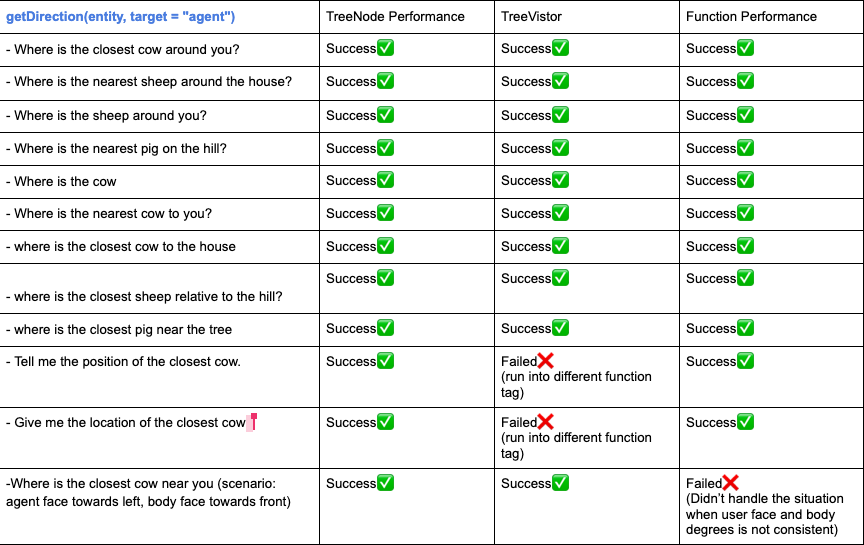 getDirection(entity, target = "agent") TreeNode Performance TreeVistor Function Performance
- Where is the closest cow around you? Success✅ Success✅ Success✅
- Where is the nearest sheep around the house? Success✅ Success✅ Success✅
- Where is the sheep around you? Success✅ Success✅ Success✅
- Where is the nearest pig on the hill? Success✅ Success✅ Success✅
- Where is the cow Success✅ Success✅ Success✅
- Where is the nearest cow to you? Success✅ Success✅ Success✅
- where is the closest cow to the house Success✅ Success✅ Success✅
- where is the closest sheep relative to the hill? Success✅ Success✅ Success✅
- where is the closest pig near the tree Success✅ Success✅ Success✅
- Tell me the position of the closest cow. Success✅ Failed❌ Success✅
(run into different function
tag)
- Give me the location of the closest cow Success✅ Failed❌ Success✅
(run into different function
tag)
-Where is the closest cow near you (scenario: Success✅ Success✅ Failed❌
agent face towards left, body face towards front) (Didn't handle the situation
when user face and body
degrees is not consistent)